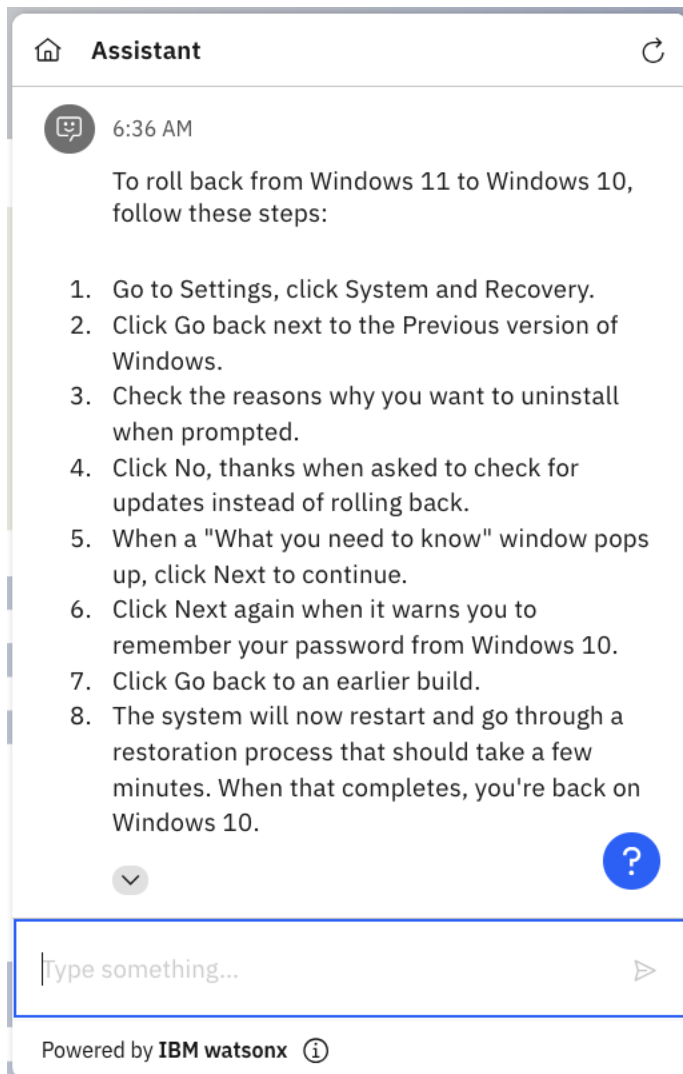 Assistant
6:36 AM
To roll back from Windows 11 to Windows 10,
follow these steps:
1. Go to Settings, click System and Recovery.
2. Click Go back next to the Previous version of
Windows.
3. Check the reasons why you want to uninstall
when prompted.
4. Click No, thanks when asked to check for
updates instead of rolling back.
5. When a "What you need to know" window pops
up, click Next to continue.
6. Click Next again when it warns you to
remember your password from Windows 10.
7. Click Go back to an earlier build.
8. The system will now restart and go through a
restoration process that should take a few
minutes. When that completes, you're back on
Windows 10.
?
Type something...
Powered by IBM watsonx